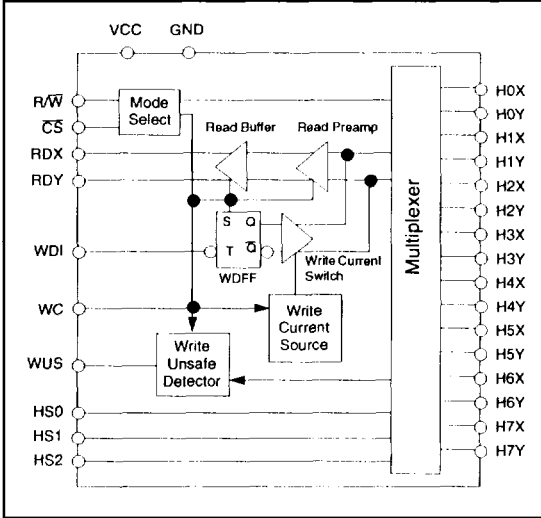 VCC GND
R/W̅
Mode
Select
C̅S̅
Read Buffer
Read Preamp
RDX
RDY
S Q
T Q̅
WDFF
WDI
Write Current
Switch
WC
Write
Current
Source
Write
Unsafe
Detector
WUS
HS0
HS1
HS2
Multiplexer
H0X
H0Y
H1X
H1Y
H2X
H2Y
H3X
H3Y
H4X
H4Y
H5X
H5Y
H6X
H6Y
H7X
H7Y